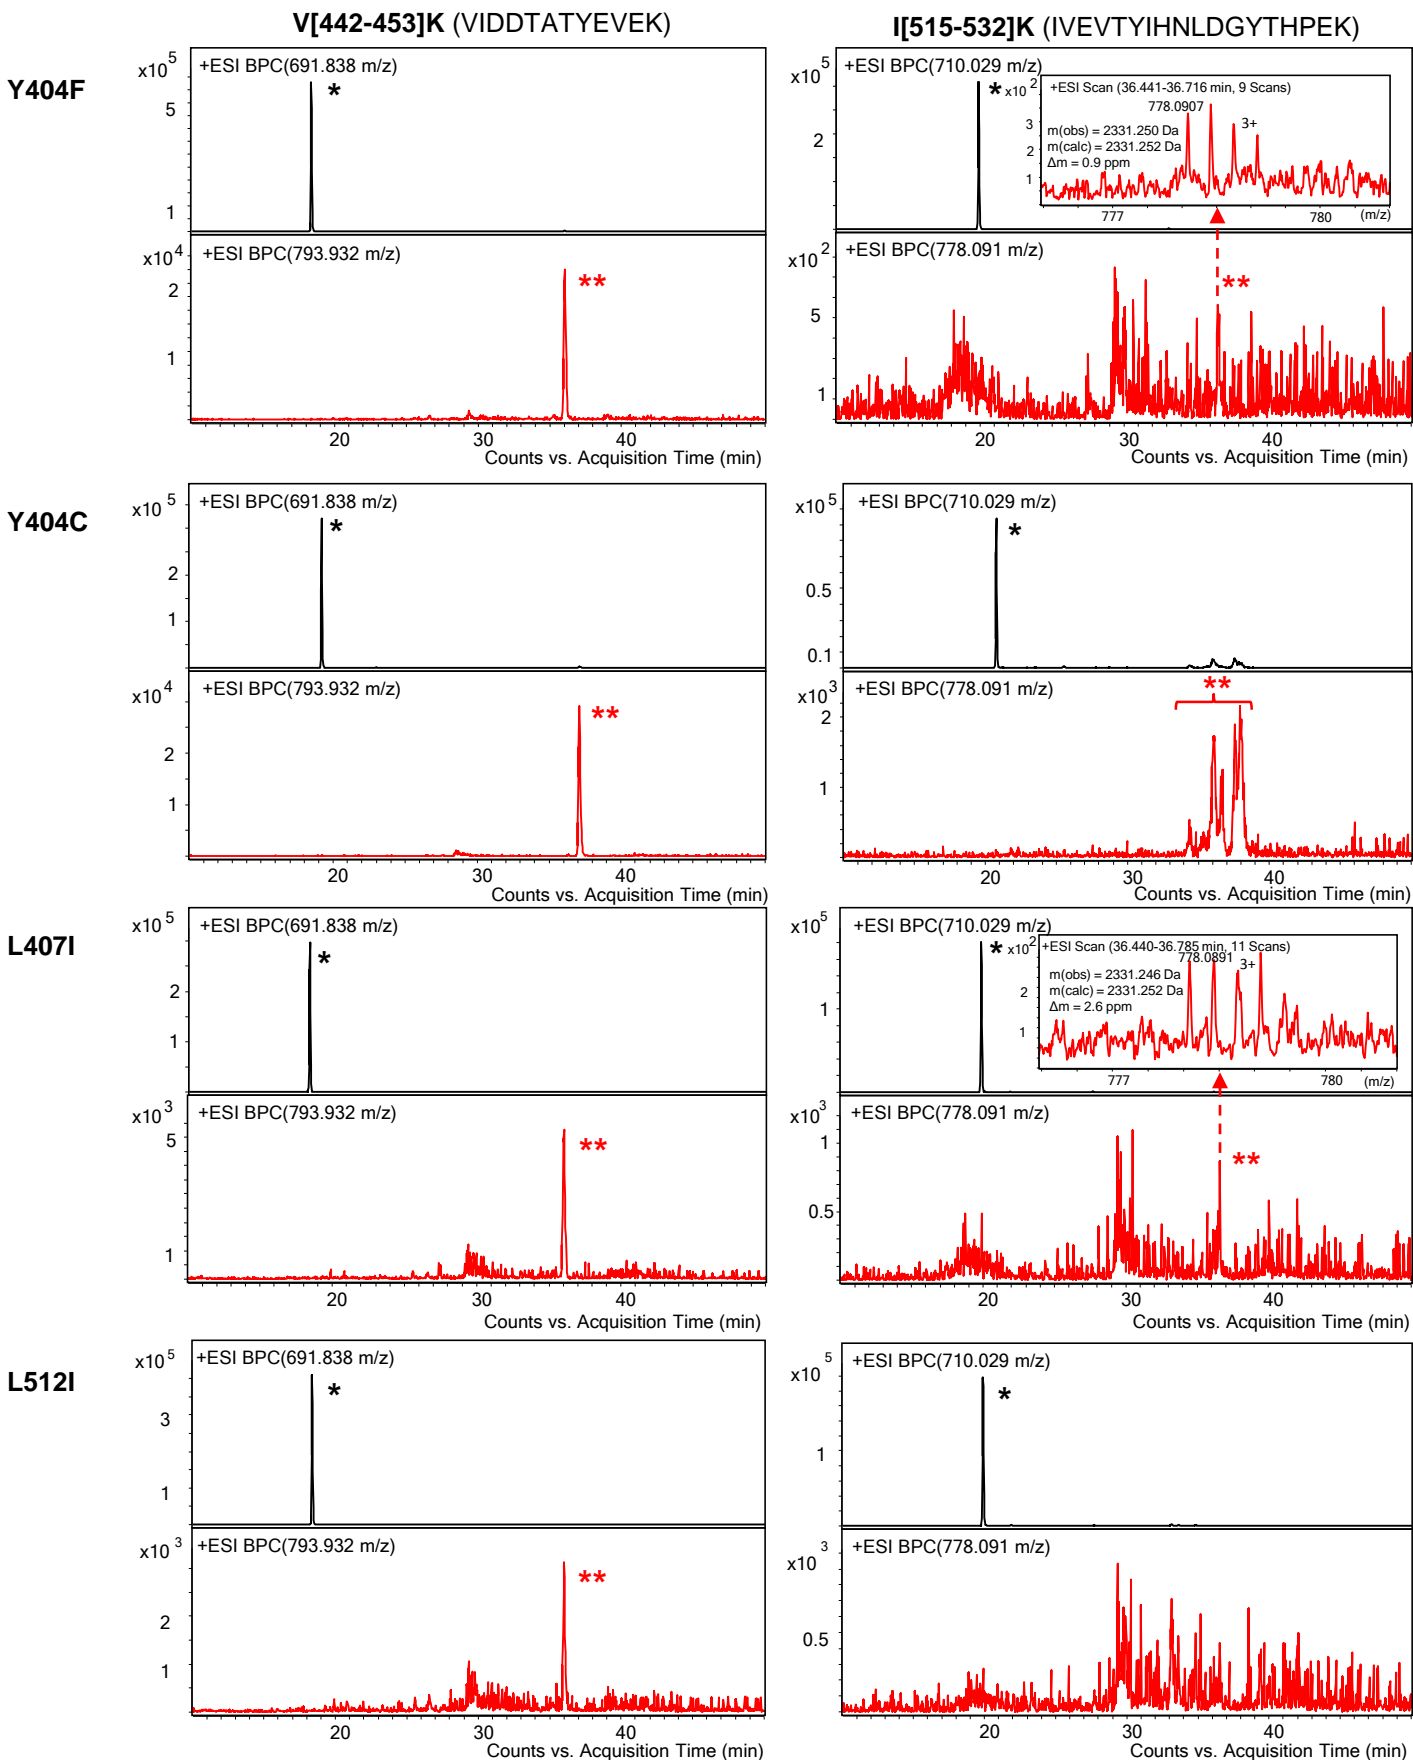 V[442-453]K (VIDDTATYEVEK)
I[515-532]K (IVEVTYIHNLDGYTHPEK)
Y404F
x10 5
+ESI BPC(691.838 m/z)
*
5
1
x10 4
+ESI BPC(793.932 m/z)
**
2
1
20 30 40
Counts vs. Acquisition Time (min)
x10 5
+ESI BPC(710.029 m/z)
*
2
x10 2
+ESI Scan (36.441-36.716 min, 9 Scans)
778.0907
3+
m(obs) = 2331.250 Da
m(calc) = 2331.252 Da
Δm = 0.9 ppm
3
2
1
777 780 (m/z)
x10 2
+ESI BPC(778.091 m/z)
**
5
1
20 30 40
Counts vs. Acquisition Time (min)
Y404C
x10 5
+ESI BPC(691.838 m/z)
*
2
1
x10 4
+ESI BPC(793.932 m/z)
**
2
1
20 30 40
Counts vs. Acquisition Time (min)
x10 5
+ESI BPC(710.029 m/z)
*
0.5
0.1
x10 3
+ESI BPC(778.091 m/z)
**
2
1
20 30 40
Counts vs. Acquisition Time (min)
L407I
x10 5
+ESI BPC(691.838 m/z)
*
2
1
x10 3
+ESI BPC(793.932 m/z)
**
5
1
20 30 40
Counts vs. Acquisition Time (min)
x10 5
+ESI BPC(710.029 m/z)
*
1
x10 2
+ESI Scan (36.440-36.785 min, 11 Scans)
778.0891
3+
m(obs) = 2331.246 Da
m(calc) = 2331.252 Da
Δm = 2.6 ppm
2
1
777 780 (m/z)
x10 3
+ESI BPC(778.091 m/z)
**
1
0.5
20 30 40
Counts vs. Acquisition Time (min)
L512I
x10 5
+ESI BPC(691.838 m/z)
*
3
1
x10 3
+ESI BPC(793.932 m/z)
**
2
1
20 30 40
Counts vs. Acquisition Time (min)
x10 5
+ESI BPC(710.029 m/z)
*
1
x10 3
+ESI BPC(778.091 m/z)
0.5
20 30 40
Counts vs. Acquisition Time (min)